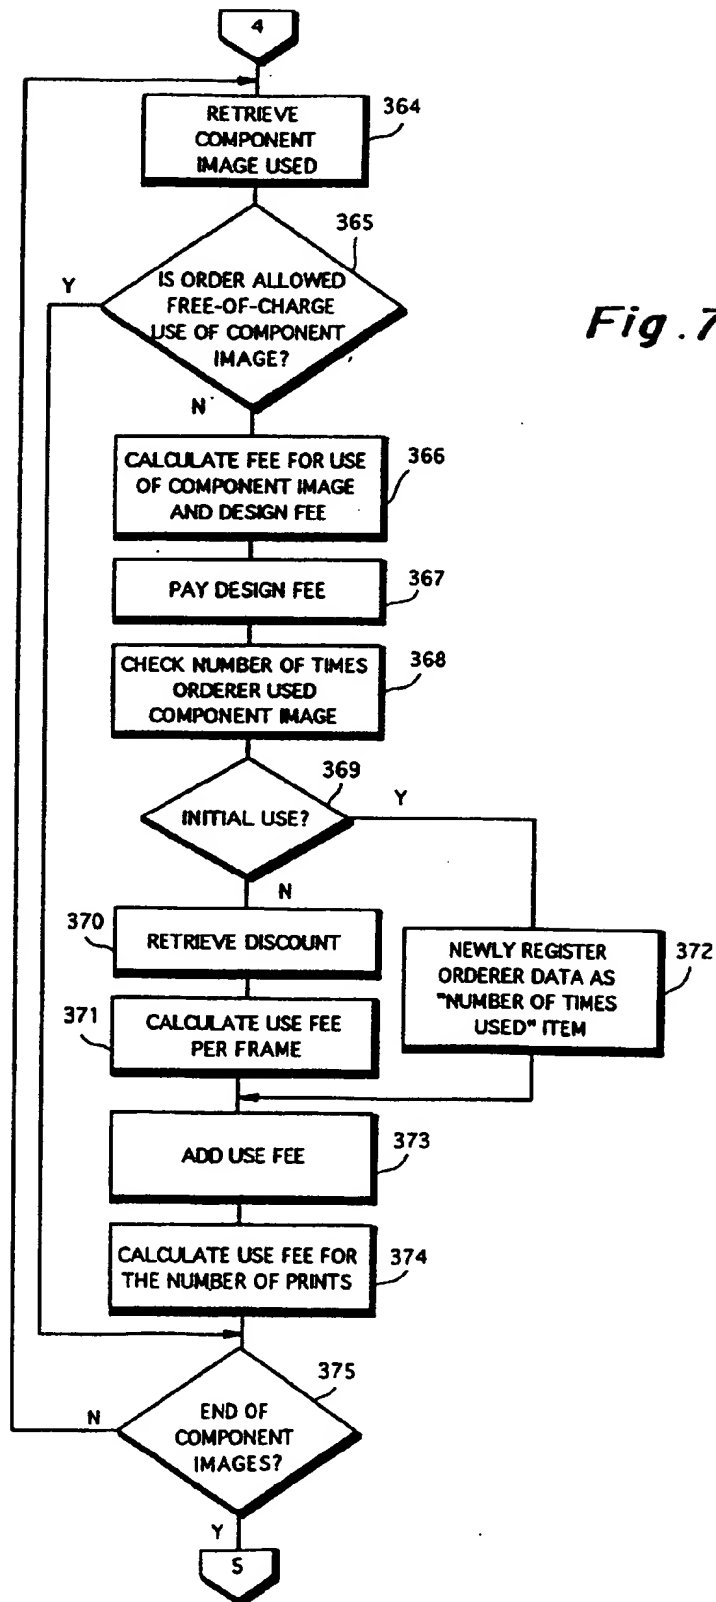 4
RETRIEVE
COMPONENT
IMAGE USED
364
365
Y
IS ORDER ALLOWED
FREE-OF-CHARGE
USE OF COMPONENT
IMAGE?
Fig.7
N
CALCULATE FEE FOR USE
OF COMPONENT IMAGE
AND DESIGN FEE
366
PAY DESIGN FEE
367
CHECK NUMBER OF TIMES
ORDERER USED
COMPONENT IMAGE
368
369
INITIAL USE?
Y
N
370
RETRIEVE DISCOUNT
NEWLY REGISTER
ORDERER DATA AS
"NUMBER OF TIMES
USED" ITEM
372
371
CALCULATE USE FEE
PER FRAME
ADD USE FEE
373
CALCULATE USE FEE FOR
THE NUMBER OF PRINTS
374
375
N
END OF
COMPONENT
IMAGES?
Y
5